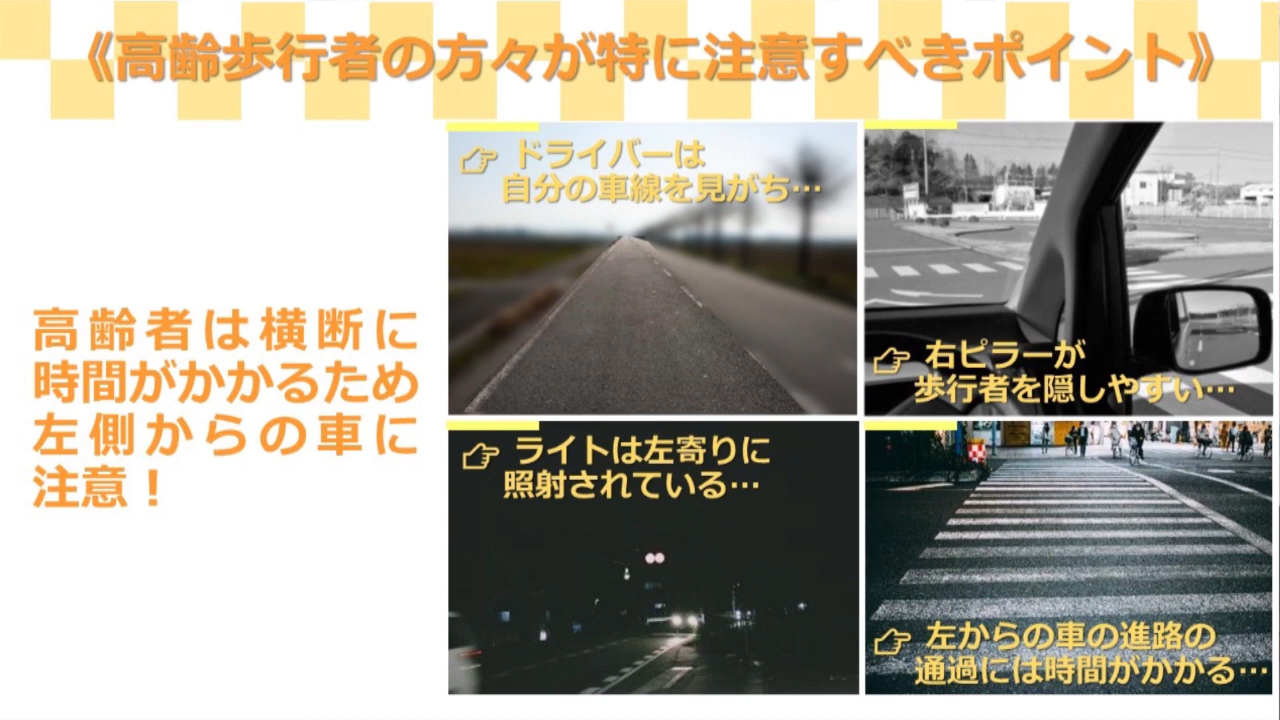 《高齢歩行者の方々が特に注意すべきポイント》
高齢者は横断に
時間がかかるため
左側からの車に
注意！
👉 ドライバーは
自分の車線を見がち…
👉 右ピラーが
歩行者を隠しやすい…
👉 ライトは左寄りに
照射されている…
👉 左からの車の進路の
通過には時間がかかる…